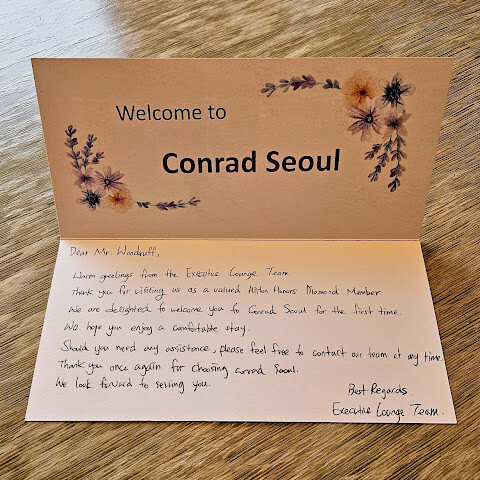 Welcome to
Conrad Seoul
Dear Mr. Woodruff,
Warm greetings from the Executive Lounge Team.
Thank you for visiting us as a valued Hilton Honors Diamond Member.
We are delighted to welcome you to Conrad Seoul for the first time.
We hope you enjoy a comfortable stay.
Should you need any assistance, please feel free to contact our team at any time.
Thank you once again for choosing Conrad Seoul.
We look forward to serving you.
Best Regards.
Executive Lounge Team.